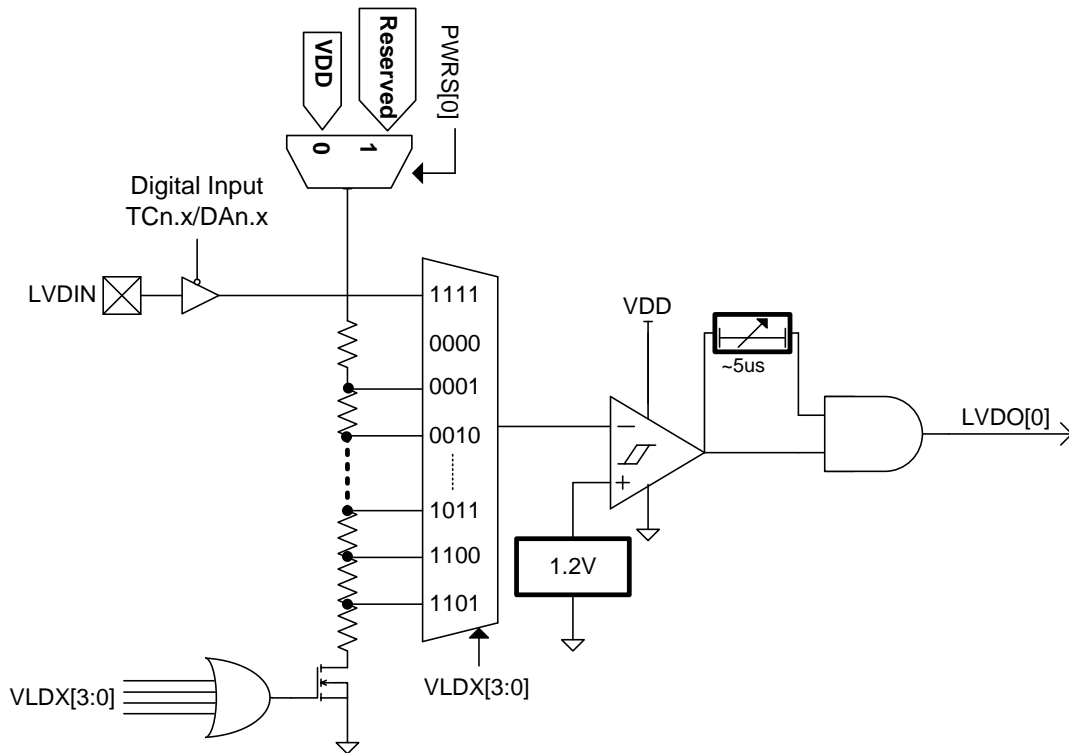 VDD
Reserved
PWRS[0]
0
1
Digital Input
TCn.x/DAn.x
LVDIN
1111
0000
0001
0010
1011
1100
1101
VDD
~5us
LVDO[0]
1.2V
VLDX[3:0]
VLDX[3:0]